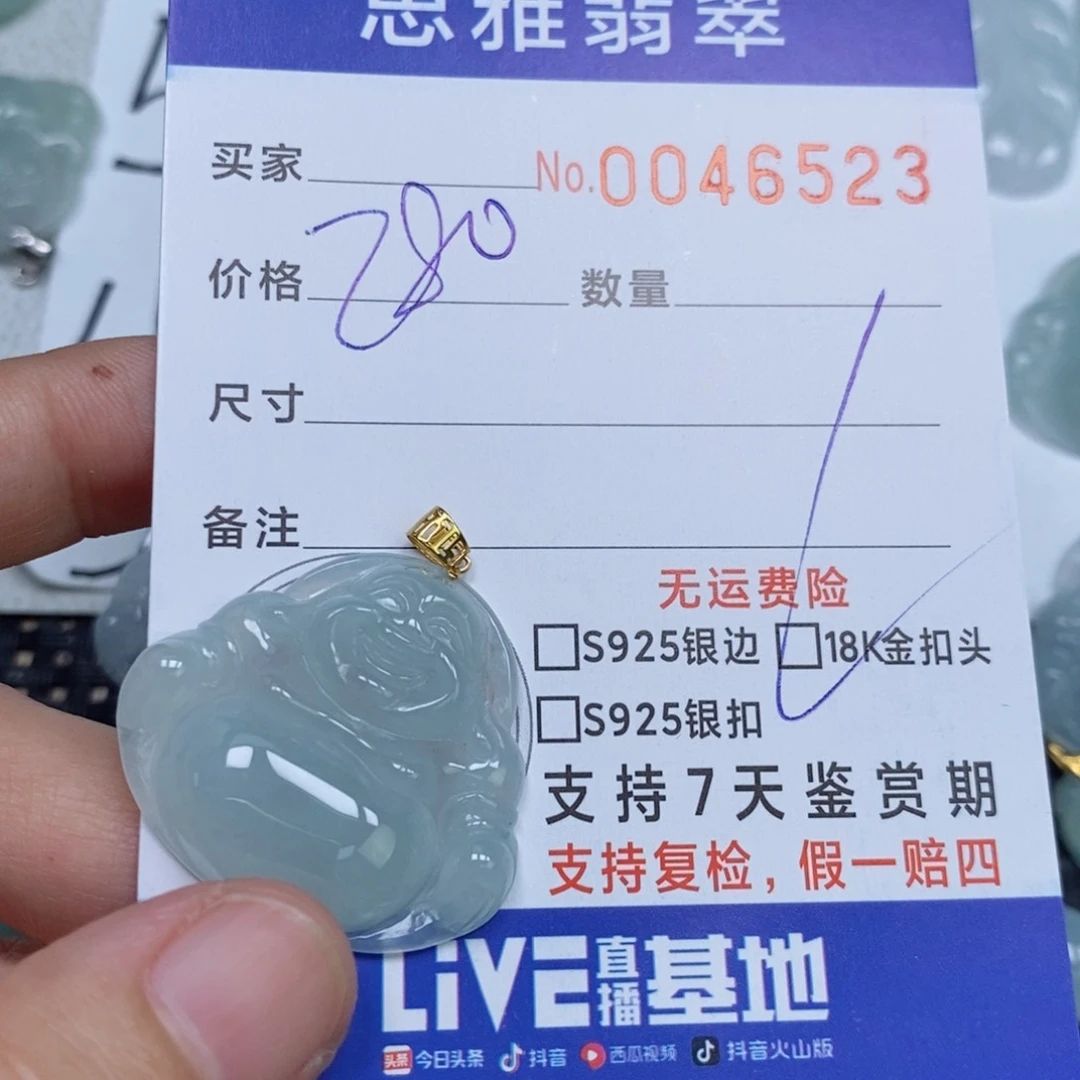 思雅翡翠
买家 No.0046523
价格 280 数量
尺寸
备注
无运费险
S925银边 18K金扣头
S925银扣
支持7天鉴赏期
支持复检，假一赔四
LiVE直播基地
头条 今日头条 抖音 西瓜视频 抖音火山版